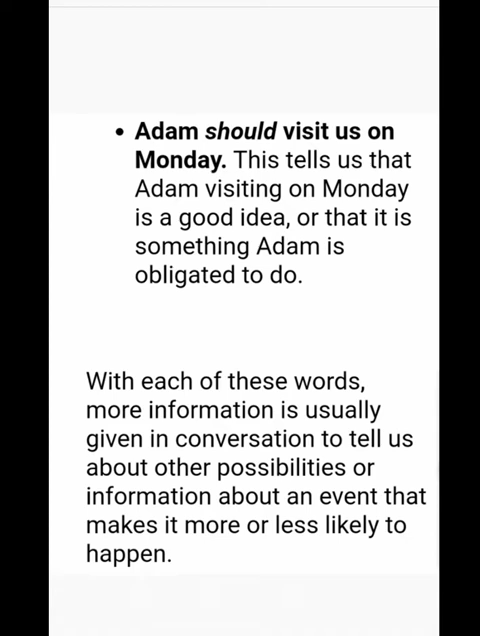 • Adam should visit us on
Monday. This tells us that
Adam visiting on Monday
is a good idea, or that it is
something Adam is
obligated to do.
With each of these words,
more information is usually
given in conversation to tell us
about other possibilities or
information about an event that
makes it more or less likely to
happen.